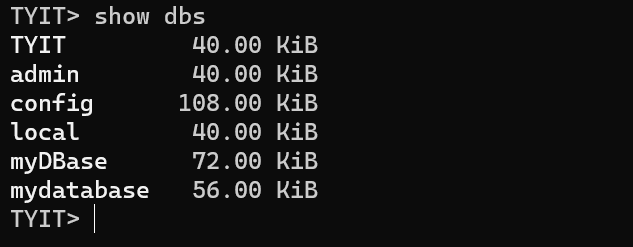 TYIT> show dbs
TYIT         40.00 KiB
admin        40.00 KiB
config      108.00 KiB
local        40.00 KiB
myDBase      72.00 KiB
mydatabase   56.00 KiB
TYIT>